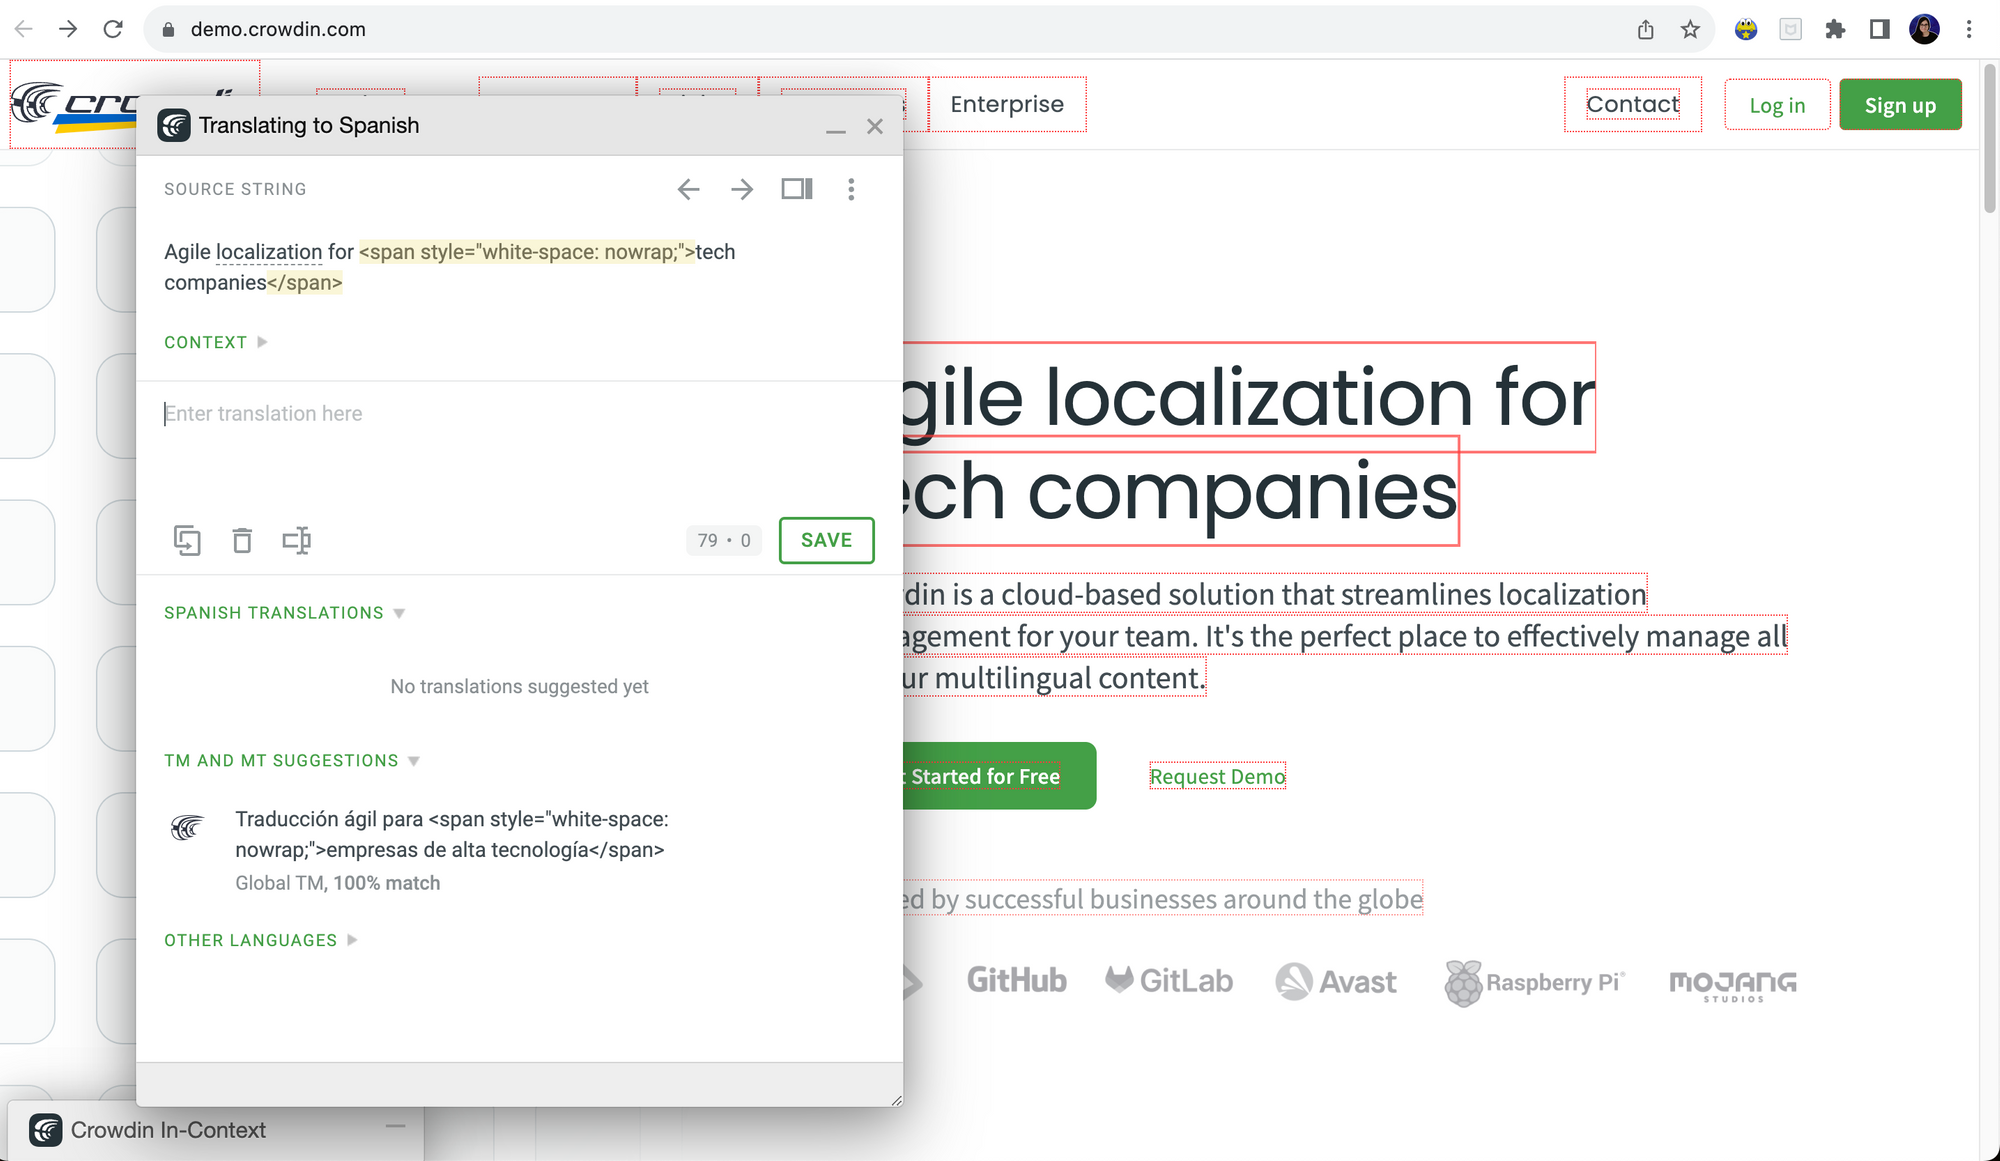 demo.crowdin.com
Enterprise
Contact
Log in
Sign up
Translating to Spanish
SOURCE STRING
Agile localization for <span style="white-space: nowrap;">tech
companies</span>
CONTEXT
Enter translation here
79 • 0
SAVE
SPANISH TRANSLATIONS
No translations suggested yet
TM AND MT SUGGESTIONS
Traducción ágil para <span style="white-space:
nowrap;">empresas de alta tecnología</span>
Global TM, 100% match
OTHER LANGUAGES
gile localization for
ech companies
din is a cloud-based solution that streamlines localization
agement for your team. It's the perfect place to effectively manage all
ur multilingual content.
t Started for Free
Request Demo
ed by successful businesses around the globe
GitHub
GitLab
Avast
Raspberry Pi
MOJANG
STUDIOS
Crowdin In-Context